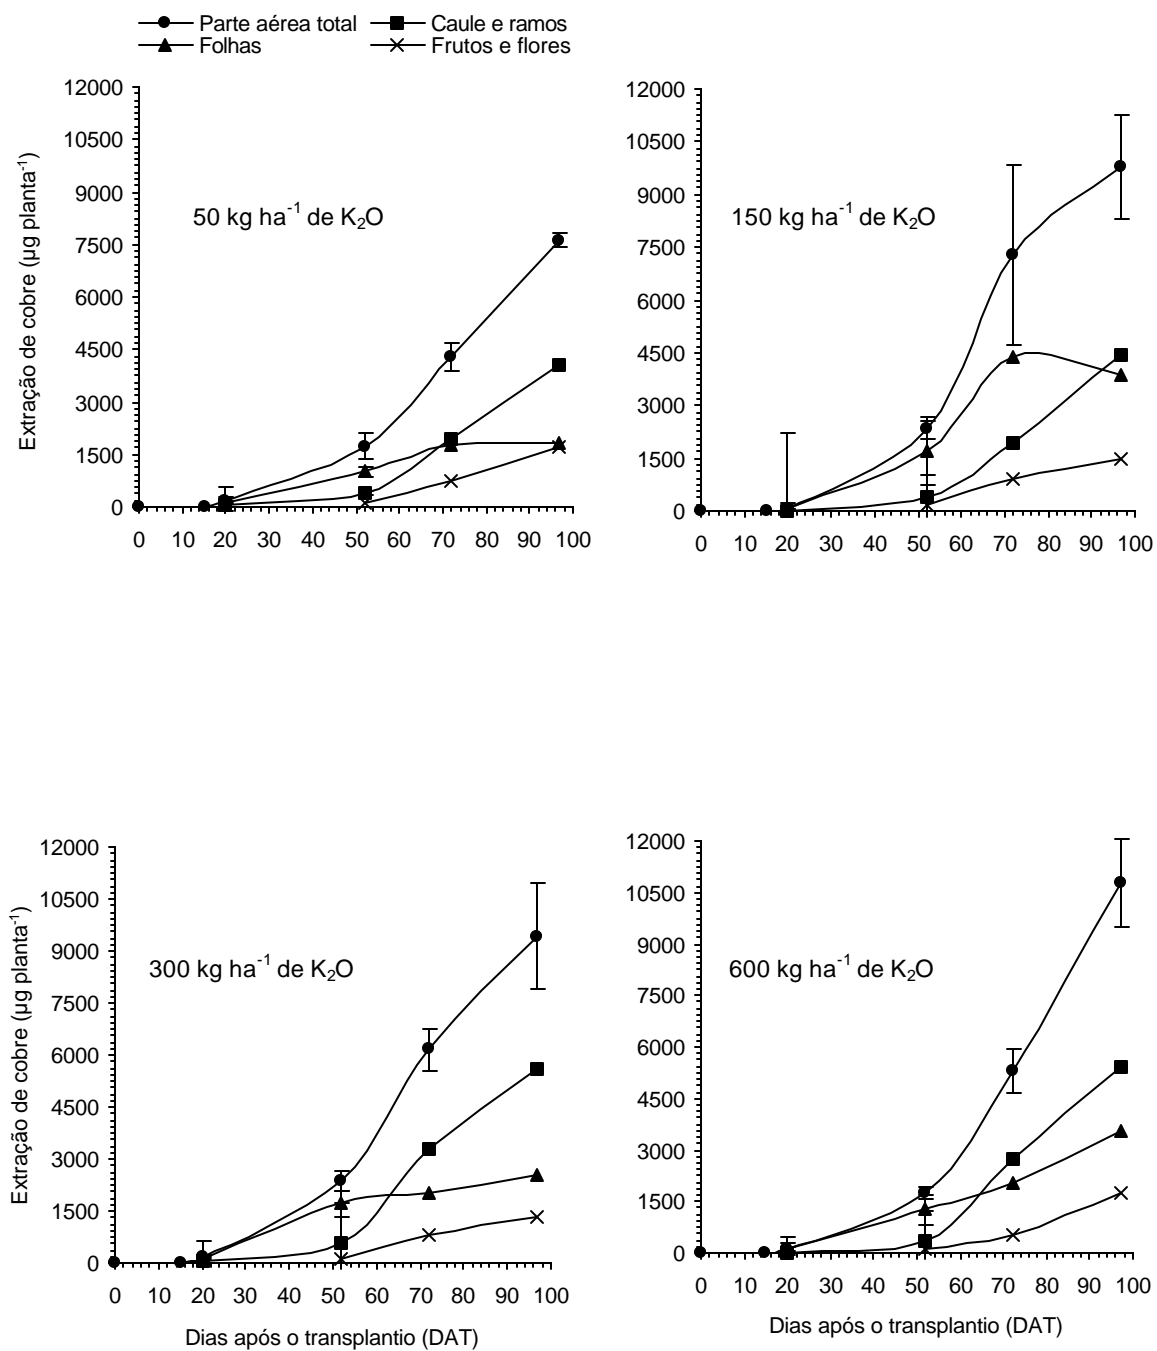 Parte aérea total
Caule e ramos
Folhas
Frutos e flores
Extração de cobre (µg planta⁻¹)
12000
10500
9000
7500
6000
4500
3000
1500
0
50 kg ha⁻¹ de K₂O
0 10 20 30 40 50 60 70 80 90 100
12000
10500
9000
7500
6000
4500
3000
1500
0
150 kg ha⁻¹ de K₂O
0 10 20 30 40 50 60 70 80 90 100
Extração de cobre (µg planta⁻¹)
12000
10500
9000
7500
6000
4500
3000
1500
0
300 kg ha⁻¹ de K₂O
0 10 20 30 40 50 60 70 80 90 100
Dias após o transplantio (DAT)
12000
10500
9000
7500
6000
4500
3000
1500
0
600 kg ha⁻¹ de K₂O
0 10 20 30 40 50 60 70 80 90 100
Dias após o transplantio (DAT)